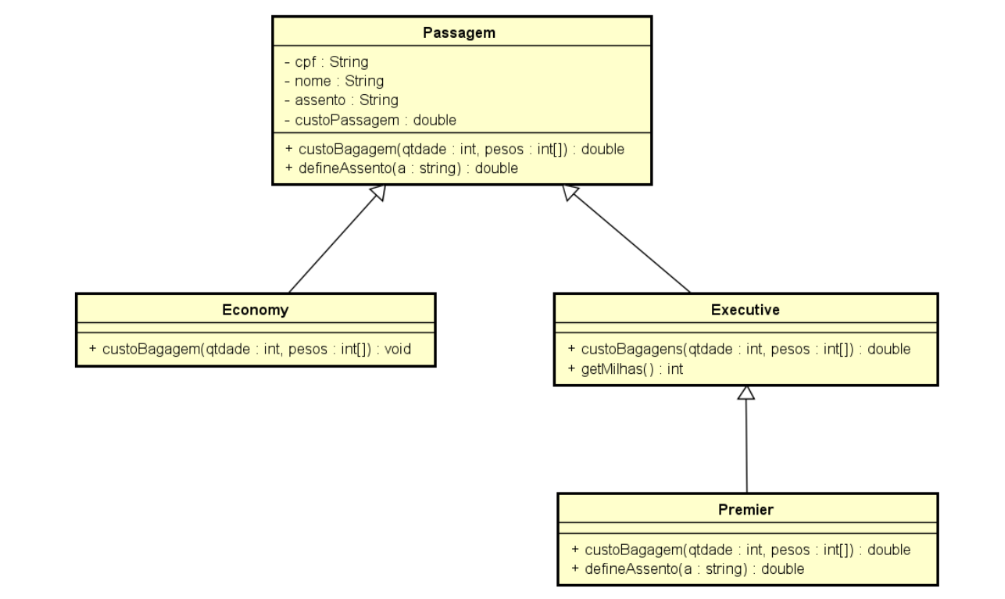 Passagem
- cpf : String
- nome : String
- assento : String
- custoPassagem : double
+ custoBagagem(qtdade : int, pesos : int[]) : double
+ defineAssento(a : string) : double
Economy
+ custoBagagem(qtdade : int, pesos : int[]) : void
Executive
+ custoBagagens(qtdade : int, pesos : int[]) : double
+ getMilhas() : int
Premier
+ custoBagagem(qtdade : int, pesos : int[]) : double
+ defineAssento(a : string) : double